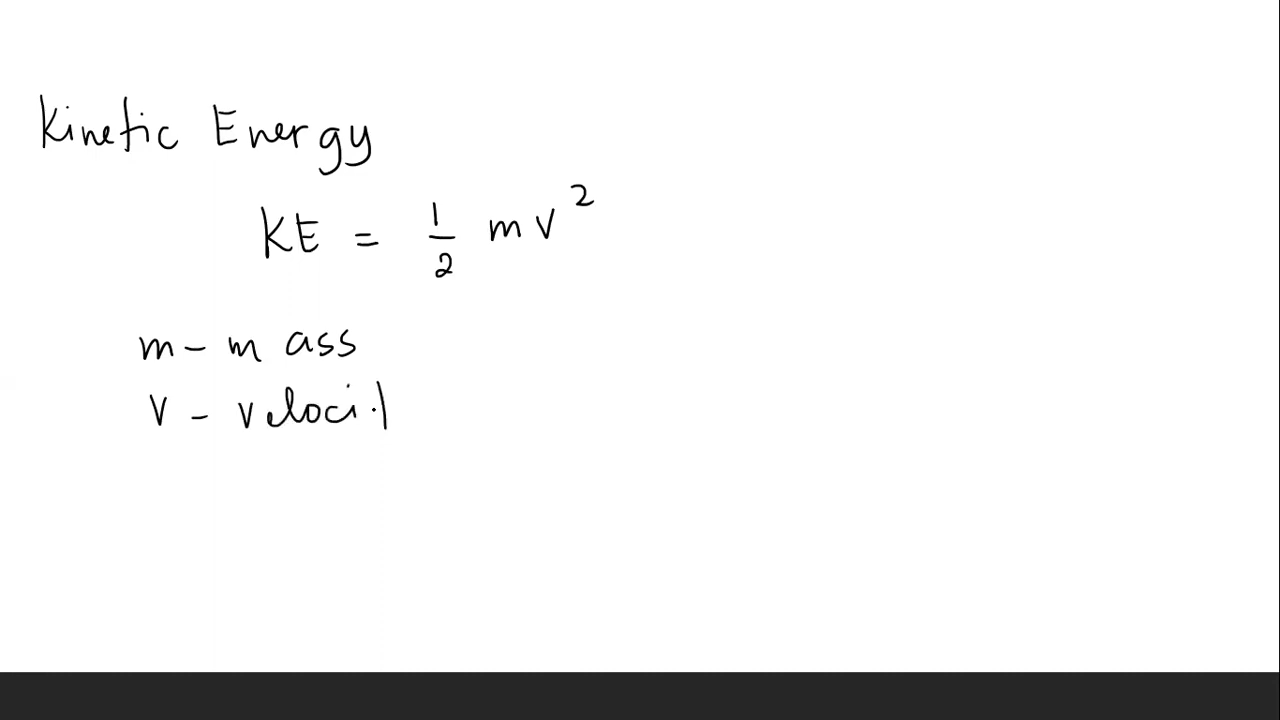 Kinetic Energy
KE = 1/2 mv²
m - mass
v - veloci